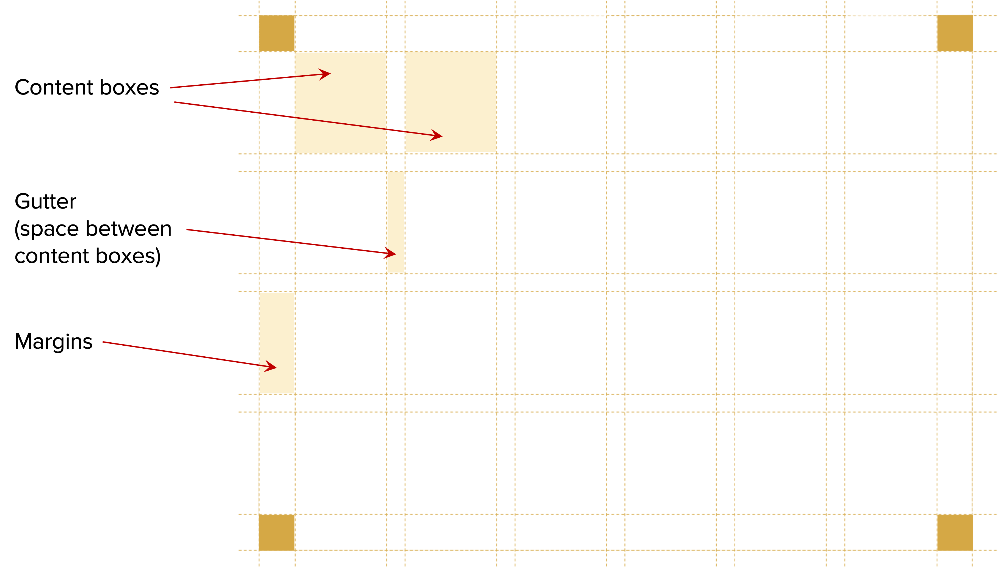 Content boxes
Gutter
(space between
content boxes)
Margins